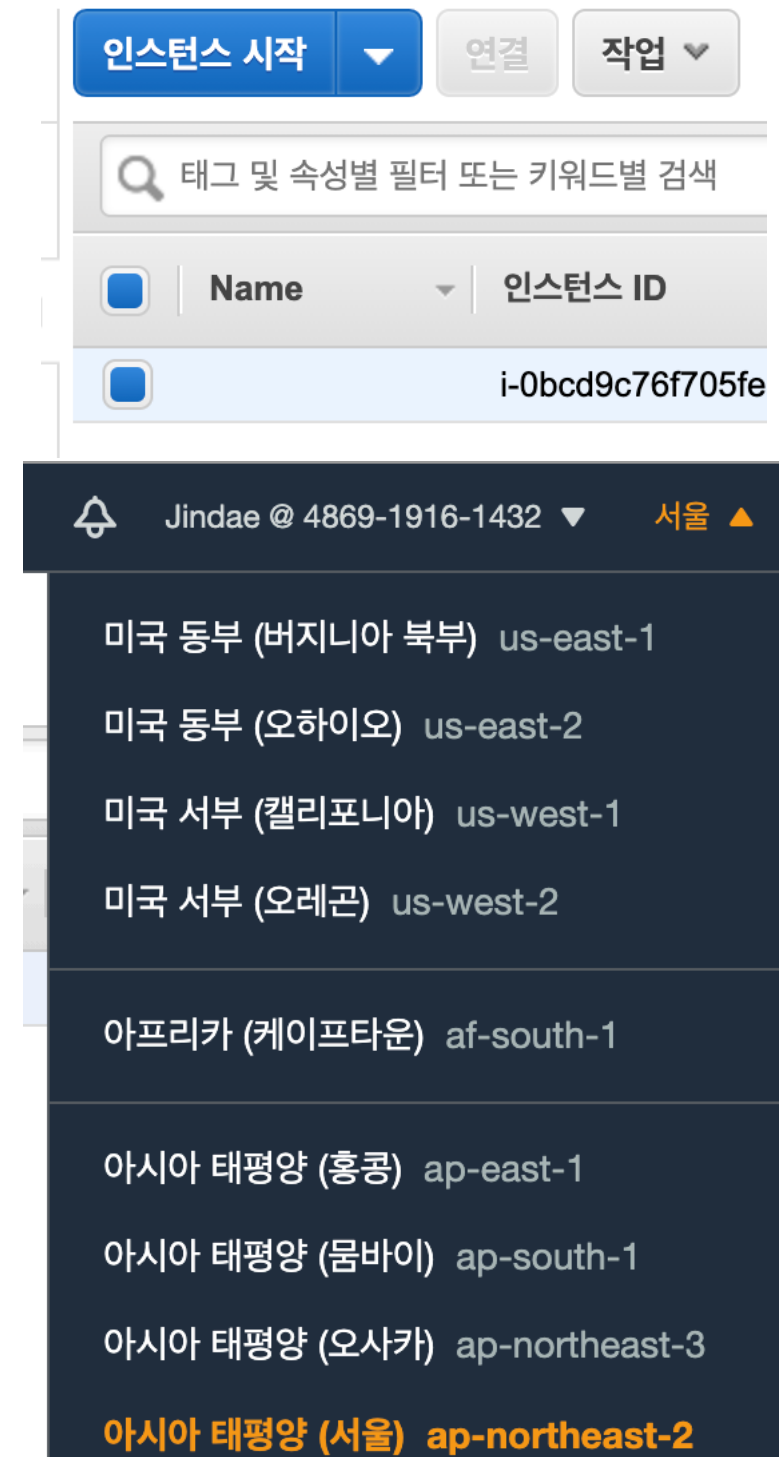 인스턴스 시작 연결 작업
태그 및 속성별 필터 또는 키워드별 검색
Name 인스턴스 ID
i-0bcd9c76f705fe
Jindae @ 4869-1916-1432 서울
미국 동부 (버지니아 북부) us-east-1
미국 동부 (오하이오) us-east-2
미국 서부 (캘리포니아) us-west-1
미국 서부 (오레곤) us-west-2
아프리카 (케이프타운) af-south-1
아시아 태평양 (홍콩) ap-east-1
아시아 태평양 (뭄바이) ap-south-1
아시아 태평양 (오사카) ap-northeast-3
아시아 태평양 (서울) ap-northeast-2